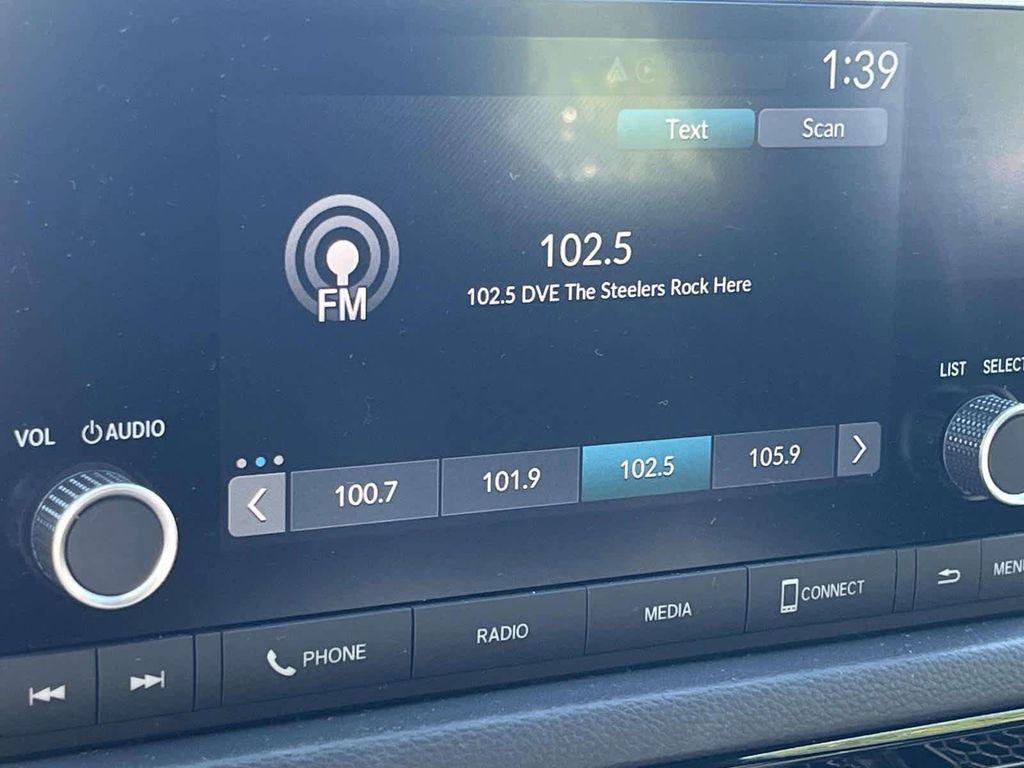 1:39
Text Scan
102.5
102.5 DVE The Steelers Rock Here
FM
LIST SELECT
VOL AUDIO
100.7 101.9 102.5 105.9
PHONE RADIO MEDIA CONNECT MENU